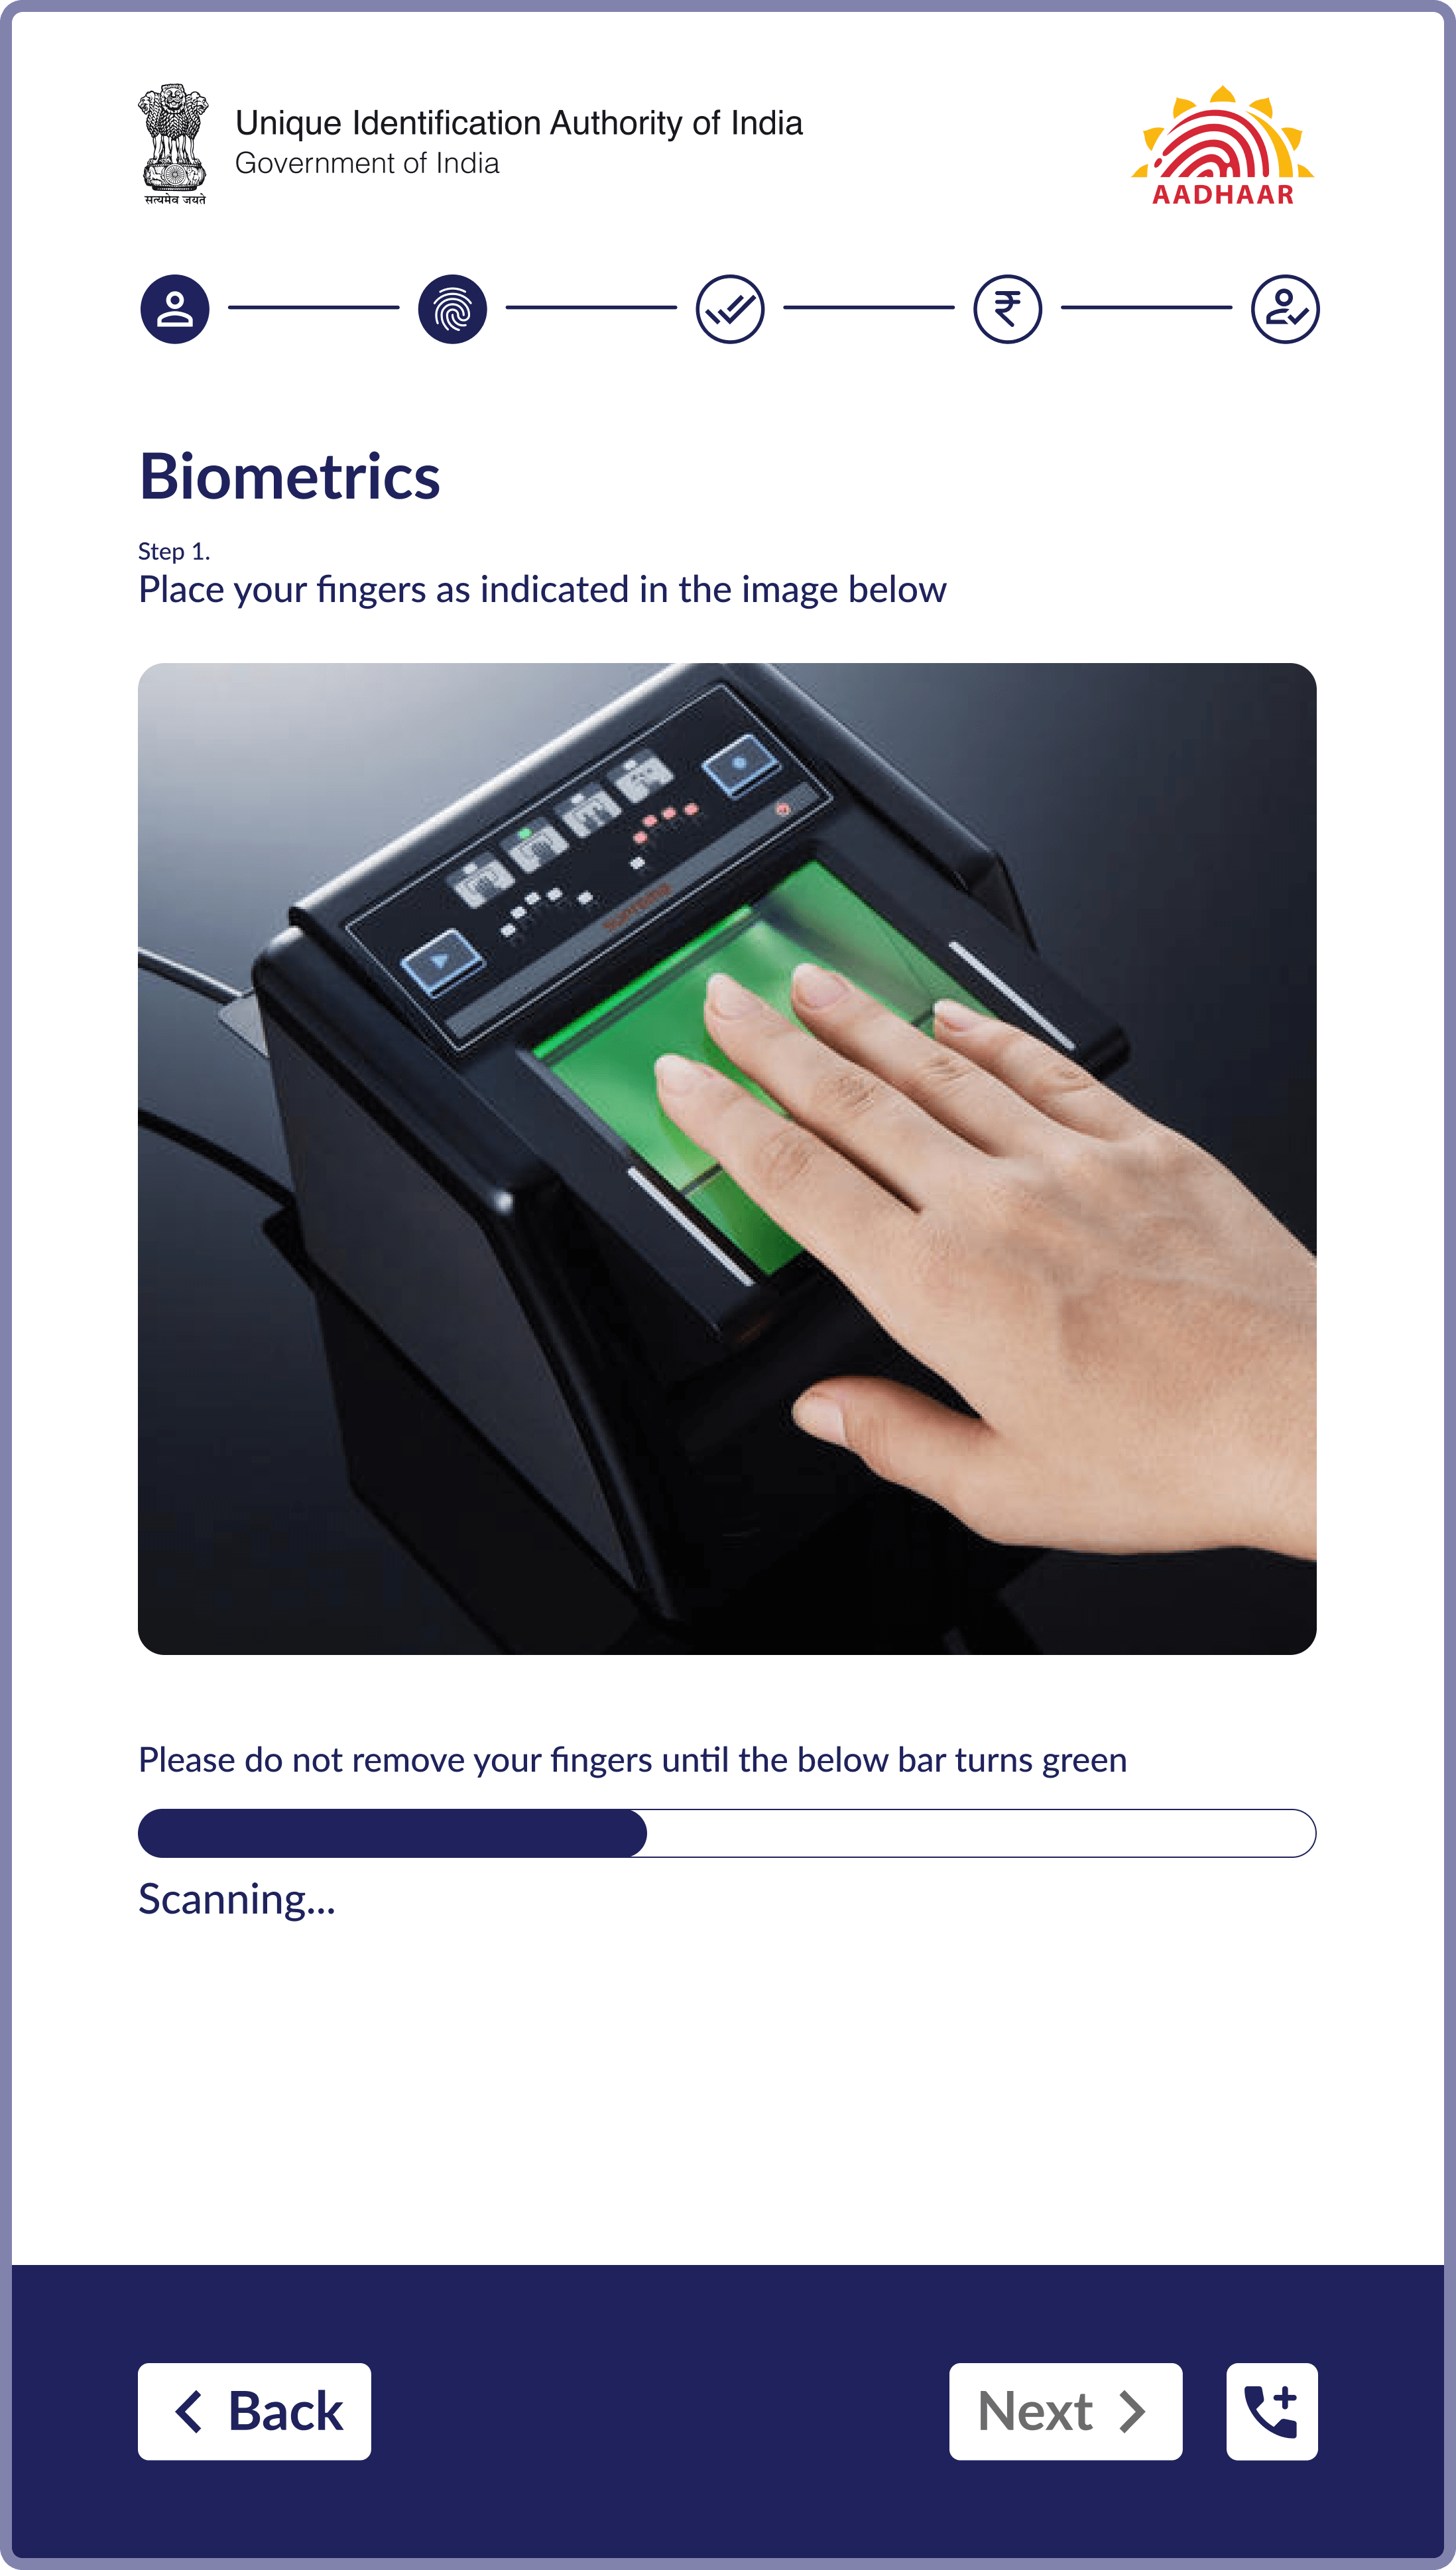 Unique Identification Authority of India
Government of India
सत्यमेव जयते
AADHAAR
Biometrics
Step 1.
Place your fingers as indicated in the image below
Please do not remove your fingers until the below bar turns green
Scanning...
Back
Next